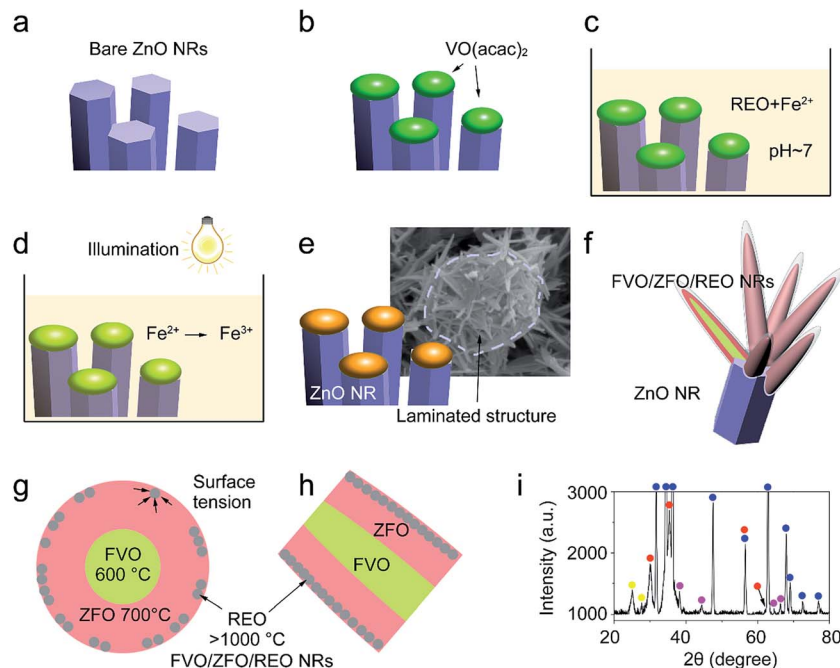 a
Bare ZnO NRs
b
VO(acac)₂
c
REO+Fe²⁺
pH~7
d
Illumination
Fe²⁺ → Fe³⁺
e
ZnO NR
Laminated structure
f
FVO/ZFO/REO NRs
ZnO NR
g
Surface
tension
FVO
600 °C
ZFO 700°C
REO
>1000 °C
FVO/ZFO/REO NRs
h
ZFO
FVO
i
Intensity (a.u.)
3000
2000
1000
20 40 60 80
2θ (degree)